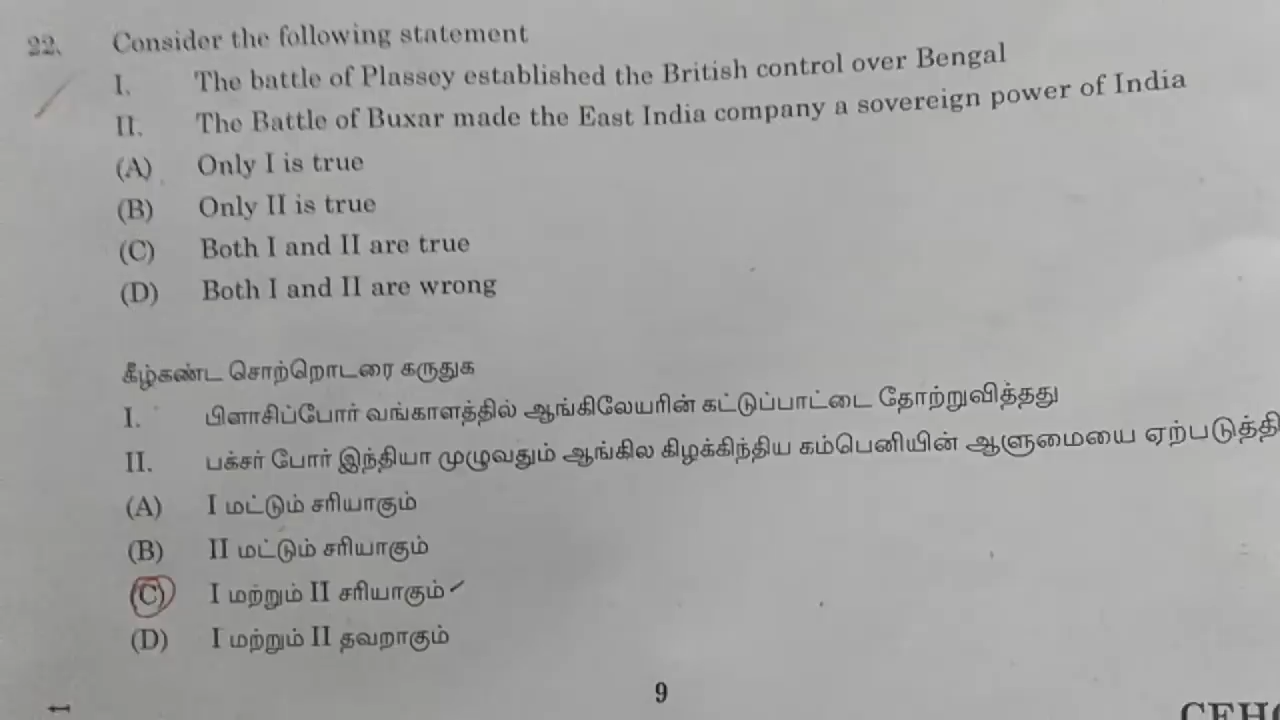 22. Consider the following statement
I. The battle of Plassey established the British control over Bengal
II. The Battle of Buxar made the East India company a sovereign power of India
(A) Only I is true
(B) Only II is true
(C) Both I and II are true
(D) Both I and II are wrong
கீழ்கண்ட சொற்றொடரை கருதுக
I. பிளாசிப்போர் வங்காளத்தில் ஆங்கிலேயரின் கட்டுப்பாட்டை தோற்றுவித்தது
II. பக்சர் போர் இந்தியா முழுவதும் ஆங்கில கிழக்கிந்திய கம்பெனியின் ஆளுமையை
(A) I மட்டும் சரியாகும்
(B) II மட்டும் சரியாகும்
(C) I மற்றும் II சரியாகும்
(D) I மற்றும் II தவறாகும்
9